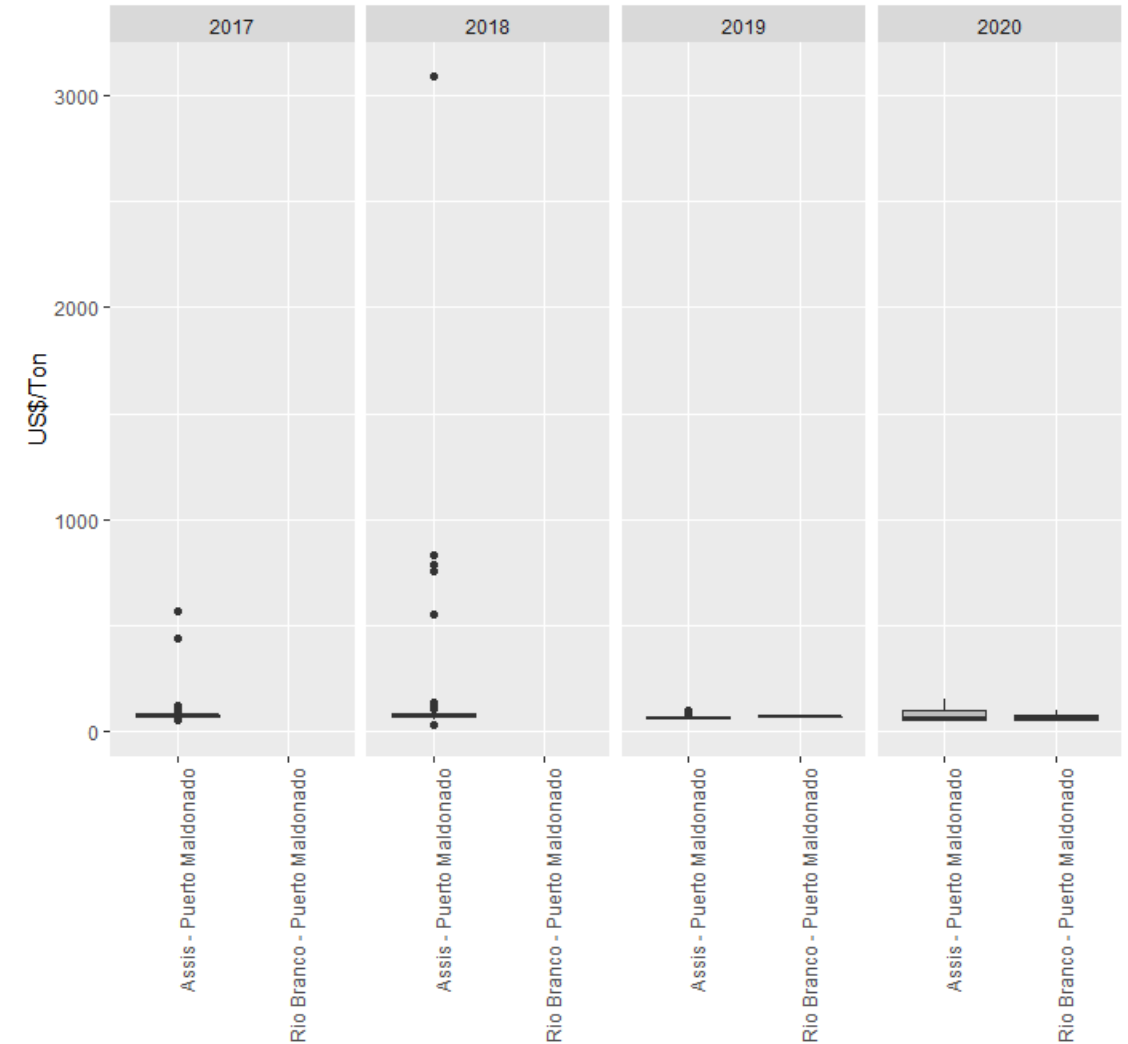 2017
2018
2019
2020
3000
2000
1000
0
US$/Ton
Assis - Puerto Maldonado
Rio Branco - Puerto Maldonado
Assis - Puerto Maldonado
Rio Branco - Puerto Maldonado
Assis - Puerto Maldonado
Rio Branco - Puerto Maldonado
Assis - Puerto Maldonado
Rio Branco - Puerto Maldonado